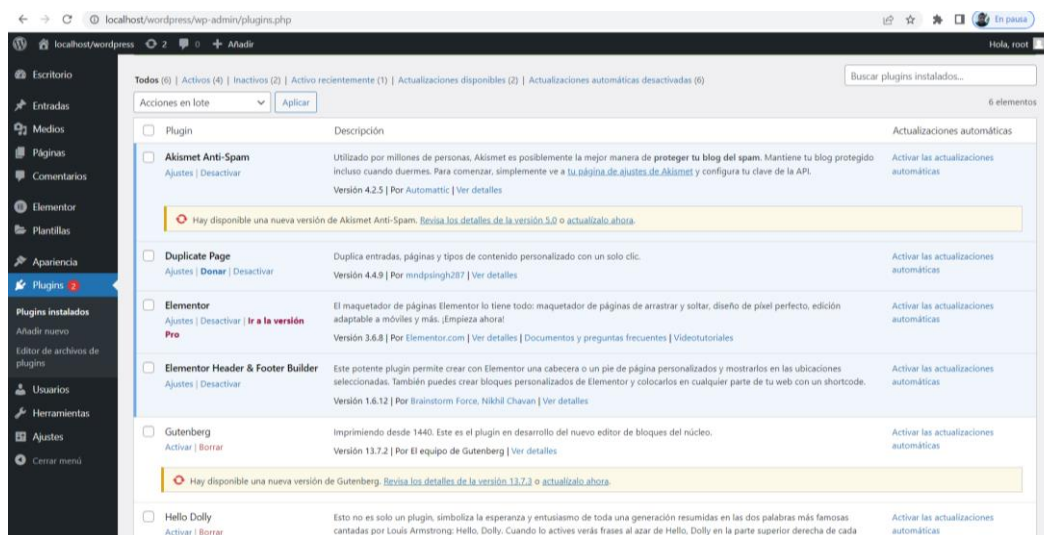 localhost/wordpress/wp-admin/plugins.php
En pausa
localhost/wordpress 2 0 + Añadir
Hola, root
Escritorio
Entradas
Medios
Páginas
Comentarios
Elementor
Plantillas
Apariencia
Plugins 2
Plugins instalados
Añadir nuevo
Editor de archivos de
plugins
Usuarios
Herramientas
Ajustes
Cerrar menú
Todos (6) | Activos (4) | Inactivos (2) | Activo recientemente (1) | Actualizaciones disponibles (2) | Actualizaciones automáticas desactivadas (6)
Buscar plugins instalados...
Acciones en lote
Aplicar
6 elementos
Plugin Descripción Actualizaciones automáticas
Akismet Anti-Spam
Ajustes | Desactivar
Utilizado por millones de personas, Akismet es posiblemente la mejor manera de proteger tu blog del spam. Mantiene tu blog protegido
incluso cuando duermes. Para comenzar, simplemente ve a tu página de ajustes de Akismet y configura tu clave de la API.
Versión 4.2.5 | Por Automattic | Ver detalles
Activar las actualizaciones
automáticas
Hay disponible una nueva versión de Akismet Anti-Spam. Revisa los detalles de la versión 5.0 o actualízalo ahora.
Duplicate Page
Ajustes | Donar | Desactivar
Duplica entradas, páginas y tipos de contenido personalizado con un solo clic.
Versión 4.4.9 | Por mndpsingh287 | Ver detalles
Activar las actualizaciones
automáticas
Elementor
Ajustes | Desactivar | Ir a la versión
Pro
El maquetador de páginas Elementor lo tiene todo: maquetador de páginas de arrastrar y soltar, diseño de píxel perfecto, edición
adaptable a móviles y más. ¡Empieza ahora!
Versión 3.6.8 | Por Elementor.com | Ver detalles | Documentos y preguntas frecuentes | Videotutoriales
Activar las actualizaciones
automáticas
Elementor Header & Footer Builder
Ajustes | Desactivar
Este potente plugin permite crear con Elementor una cabecera o un pie de página personalizados y mostrarlos en las ubicaciones
seleccionadas. También puedes crear bloques personalizados de Elementor y colocarlos en cualquier parte de tu web con un shortcode.
Versión 1.6.12 | Por Brainstorm Force, Nikhil Chavan | Ver detalles
Activar las actualizaciones
automáticas
Gutenberg
Activar | Borrar
Imprimiendo desde 1440. Este es el plugin en desarrollo del nuevo editor de bloques del núcleo.
Versión 13.7.2 | Por El equipo de Gutenberg | Ver detalles
Activar las actualizaciones
automáticas
Hay disponible una nueva versión de Gutenberg. Revisa los detalles de la versión 13.7.3 o actualízalo ahora.
Hello Dolly
Activar | Borrar
Esto no es solo un plugin, simboliza la esperanza y entusiasmo de toda una generación resumidas en las dos palabras más famosas
cantadas por Louis Armstrong: Hello, Dolly. Cuando lo actives verás frases al azar de Hello, Dolly en la parte superior derecha de cada
Activar las actualizaciones
automáticas